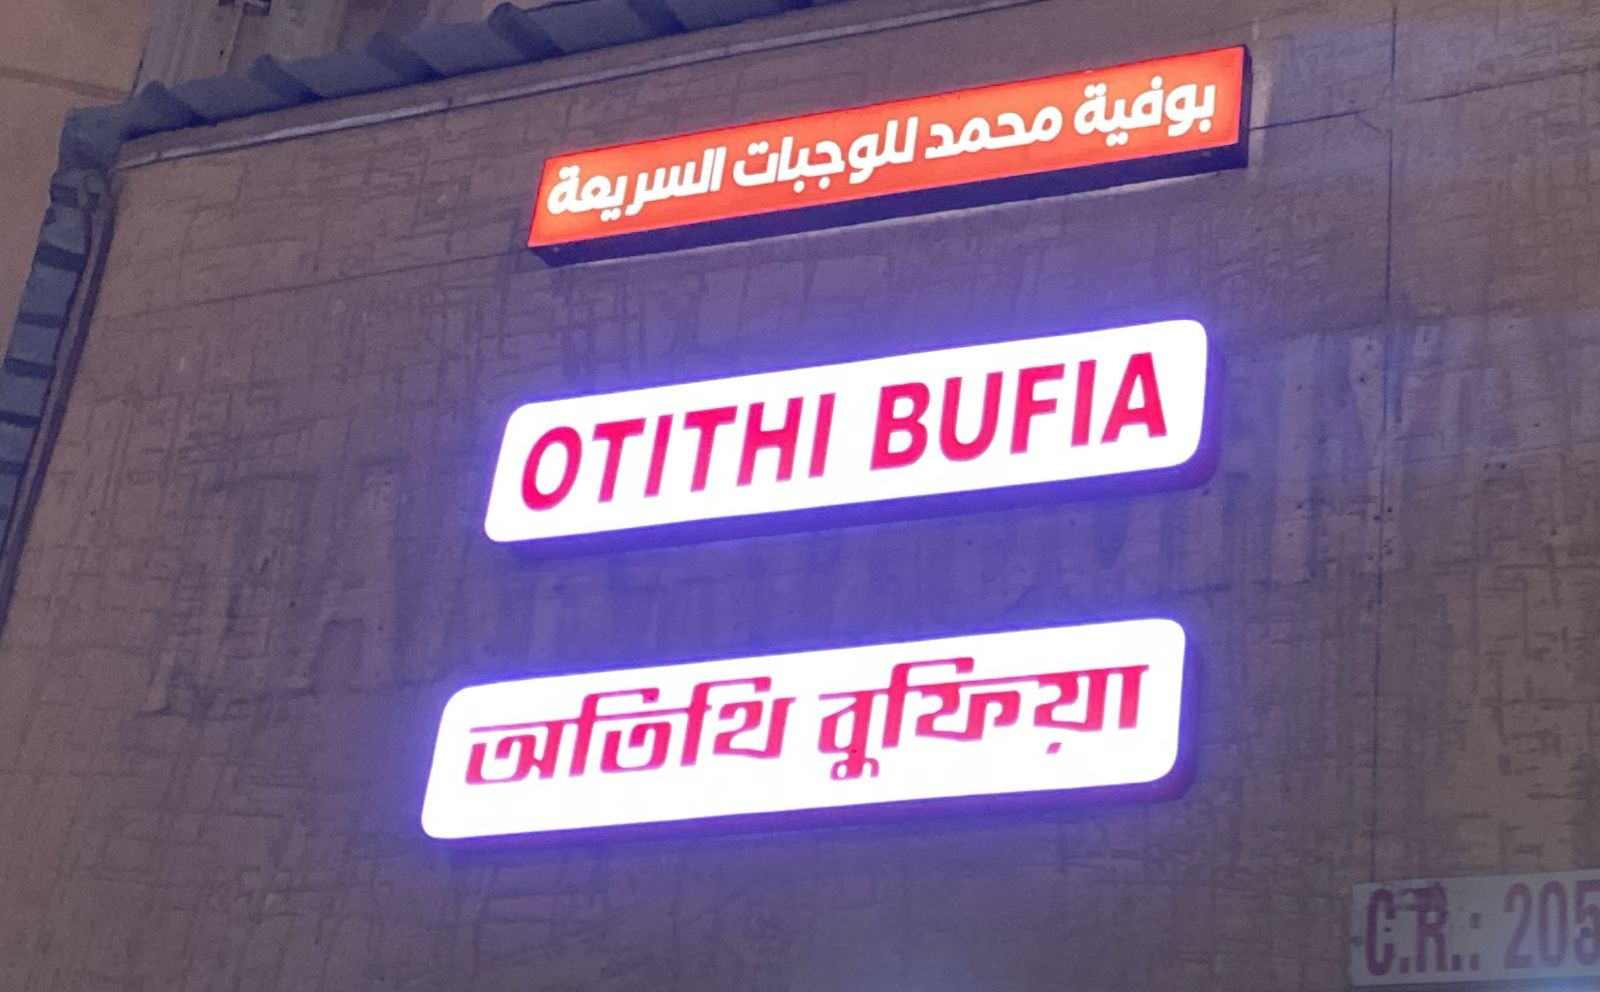 بوفية محمد للوجبات السريعة
OTITHI BUFIA
অতিথি বুফিয়া
C.R.: 205